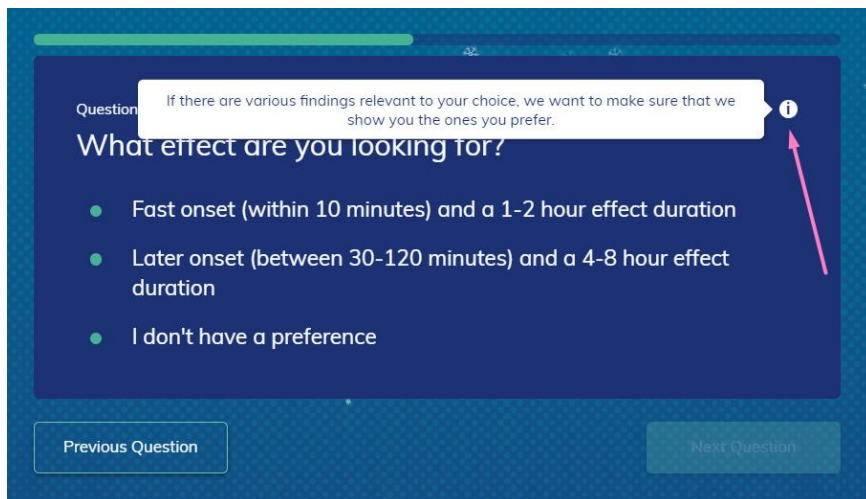 If there are various findings relevant to your choice, we want to make sure that we
show you the ones you prefer.
Question
What effect are you looking for?
Fast onset (within 10 minutes) and a 1-2 hour effect duration
Later onset (between 30-120 minutes) and a 4-8 hour effect
duration
I don't have a preference
Previous Question
Next Question